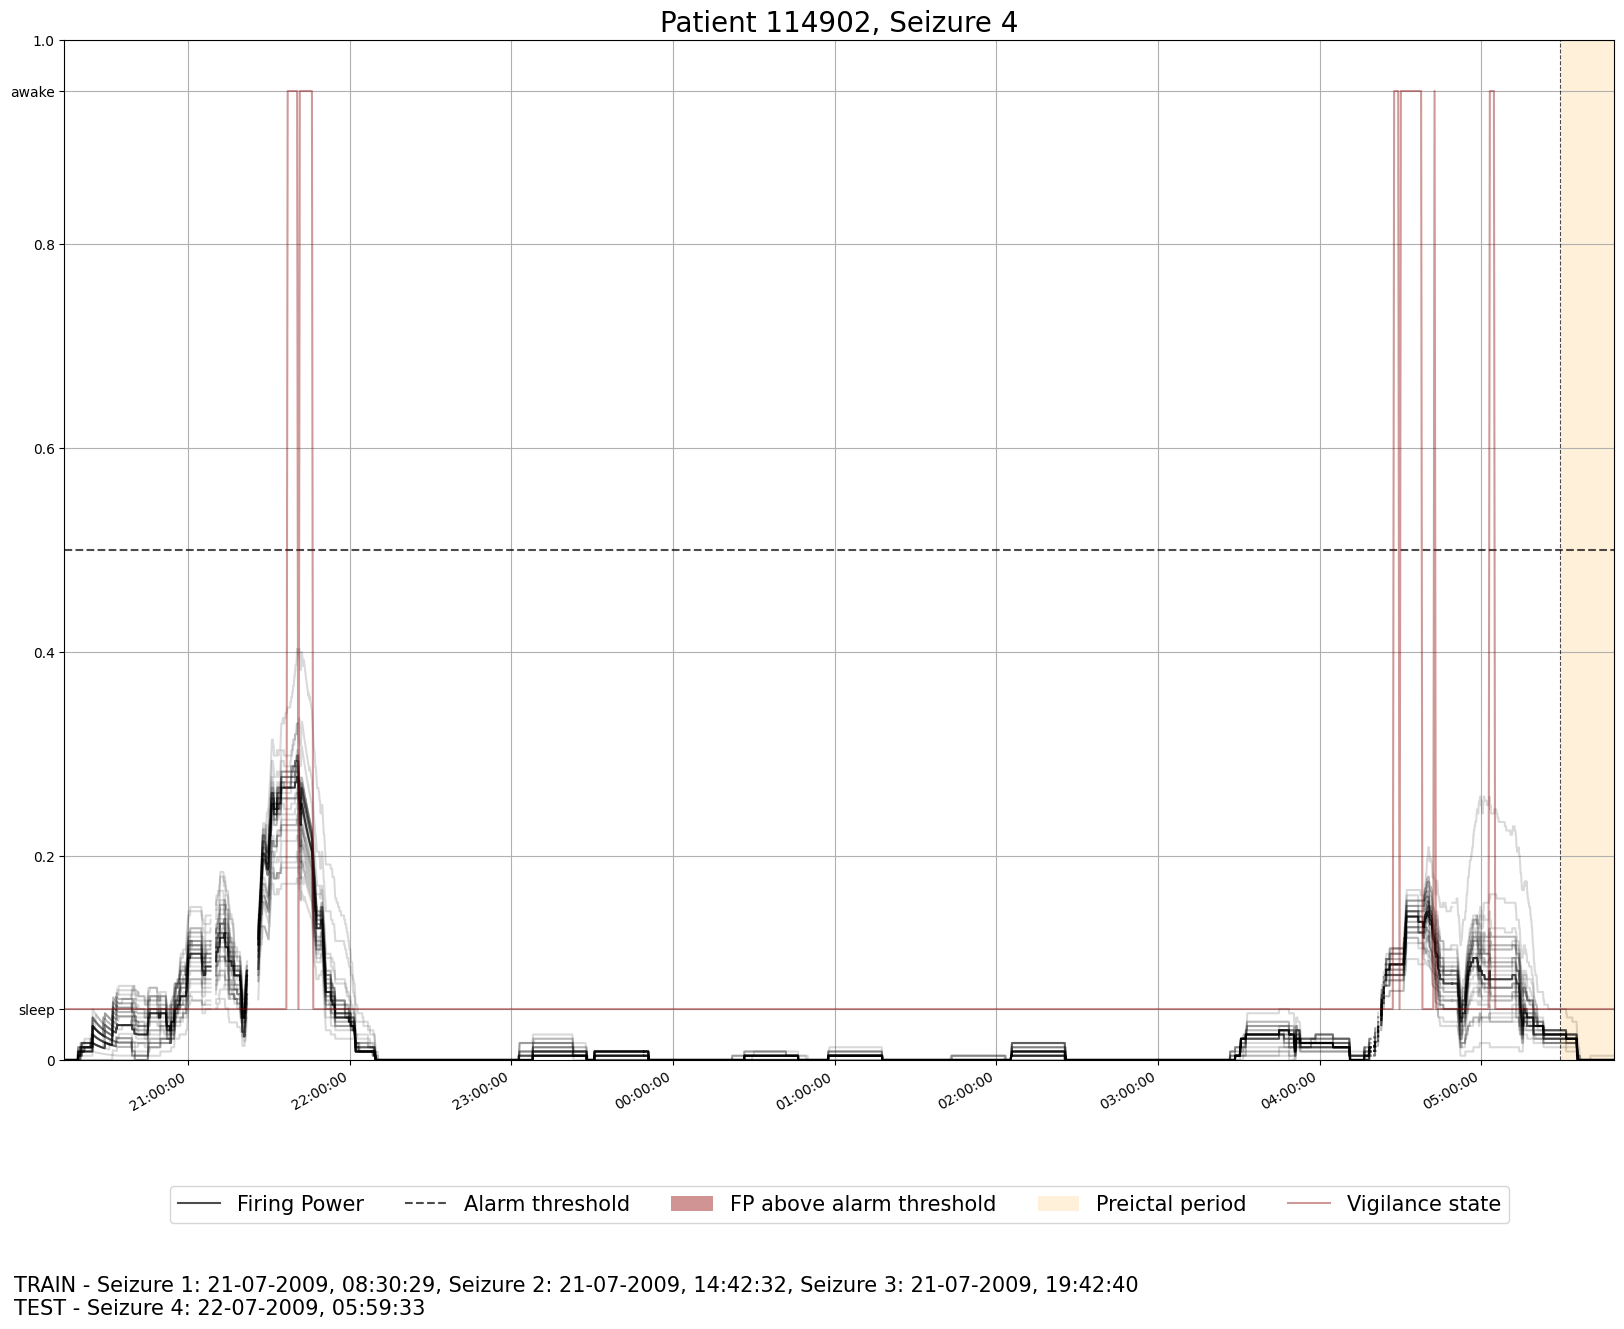 Patient 114902, Seizure 4
1.0
awake
0.8
0.6
0.4
0.2
sleep
0
21:00:00
22:00:00
23:00:00
00:00:00
01:00:00
02:00:00
03:00:00
04:00:00
05:00:00
Firing Power
Alarm threshold
FP above alarm threshold
Preictal period
Vigilance state
TRAIN - Seizure 1: 21-07-2009, 08:30:29, Seizure 2: 21-07-2009, 14:42:32, Seizure 3: 21-07-2009, 19:42:40
TEST - Seizure 4: 22-07-2009, 05:59:33